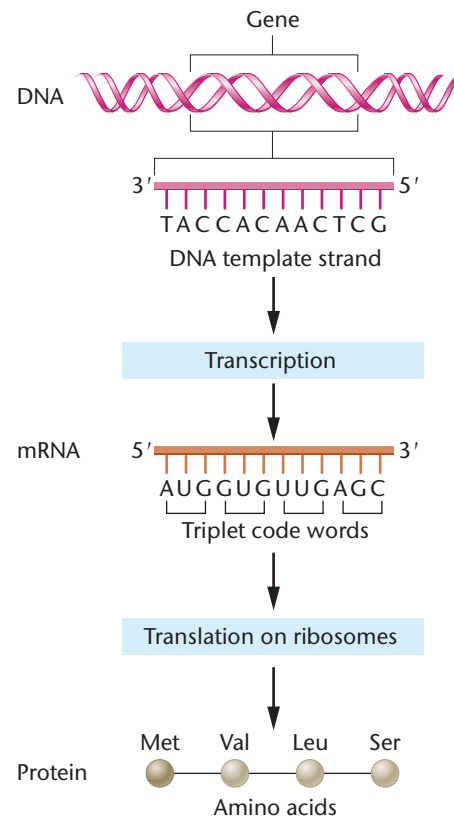 Gene
DNA
3′ 5′
TACCACAACTCG
DNA template strand
Transcription
mRNA 5′ 3′
AUGGUGUUGAGC
Triplet code words
Translation on ribosomes
Met Val Leu Ser
Protein
Amino acids